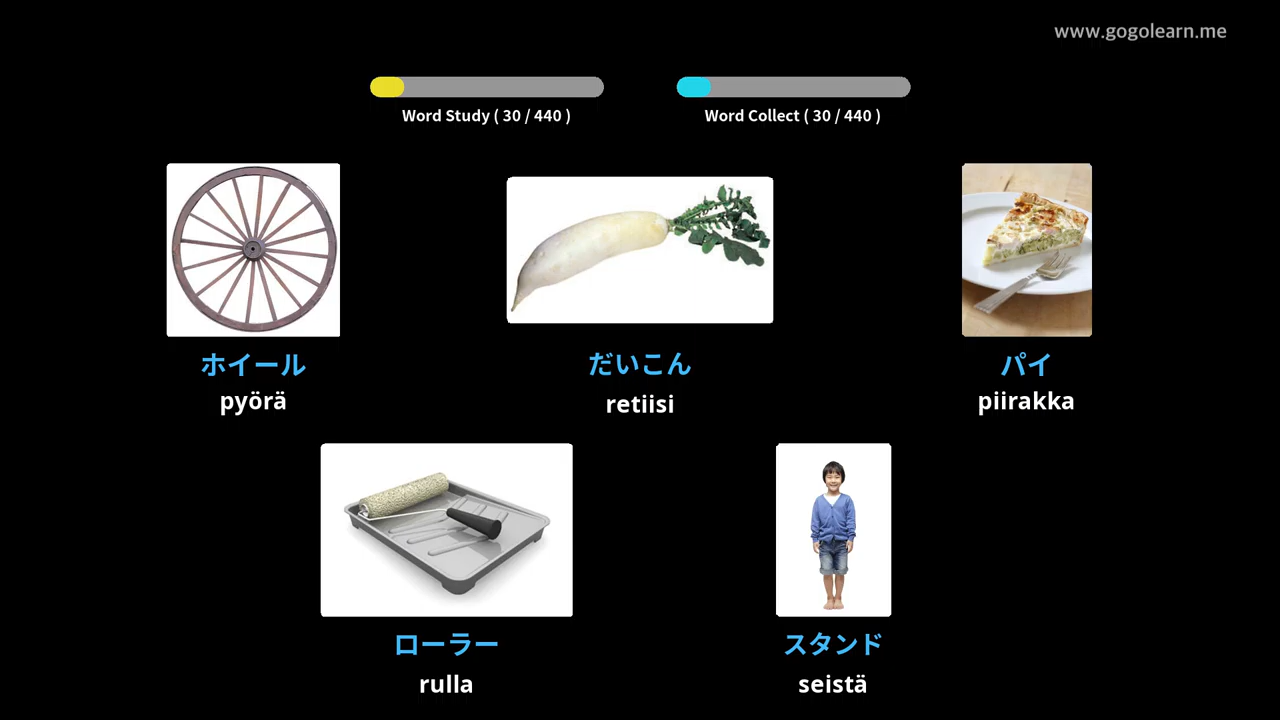 www.gogolearn.me
Word Study ( 30 / 440 )
Word Collect ( 30 / 440 )
ホイール
pyörä
だいこん
retiisi
パイ
piirakka
ローラー
rulla
スタンド
seistä